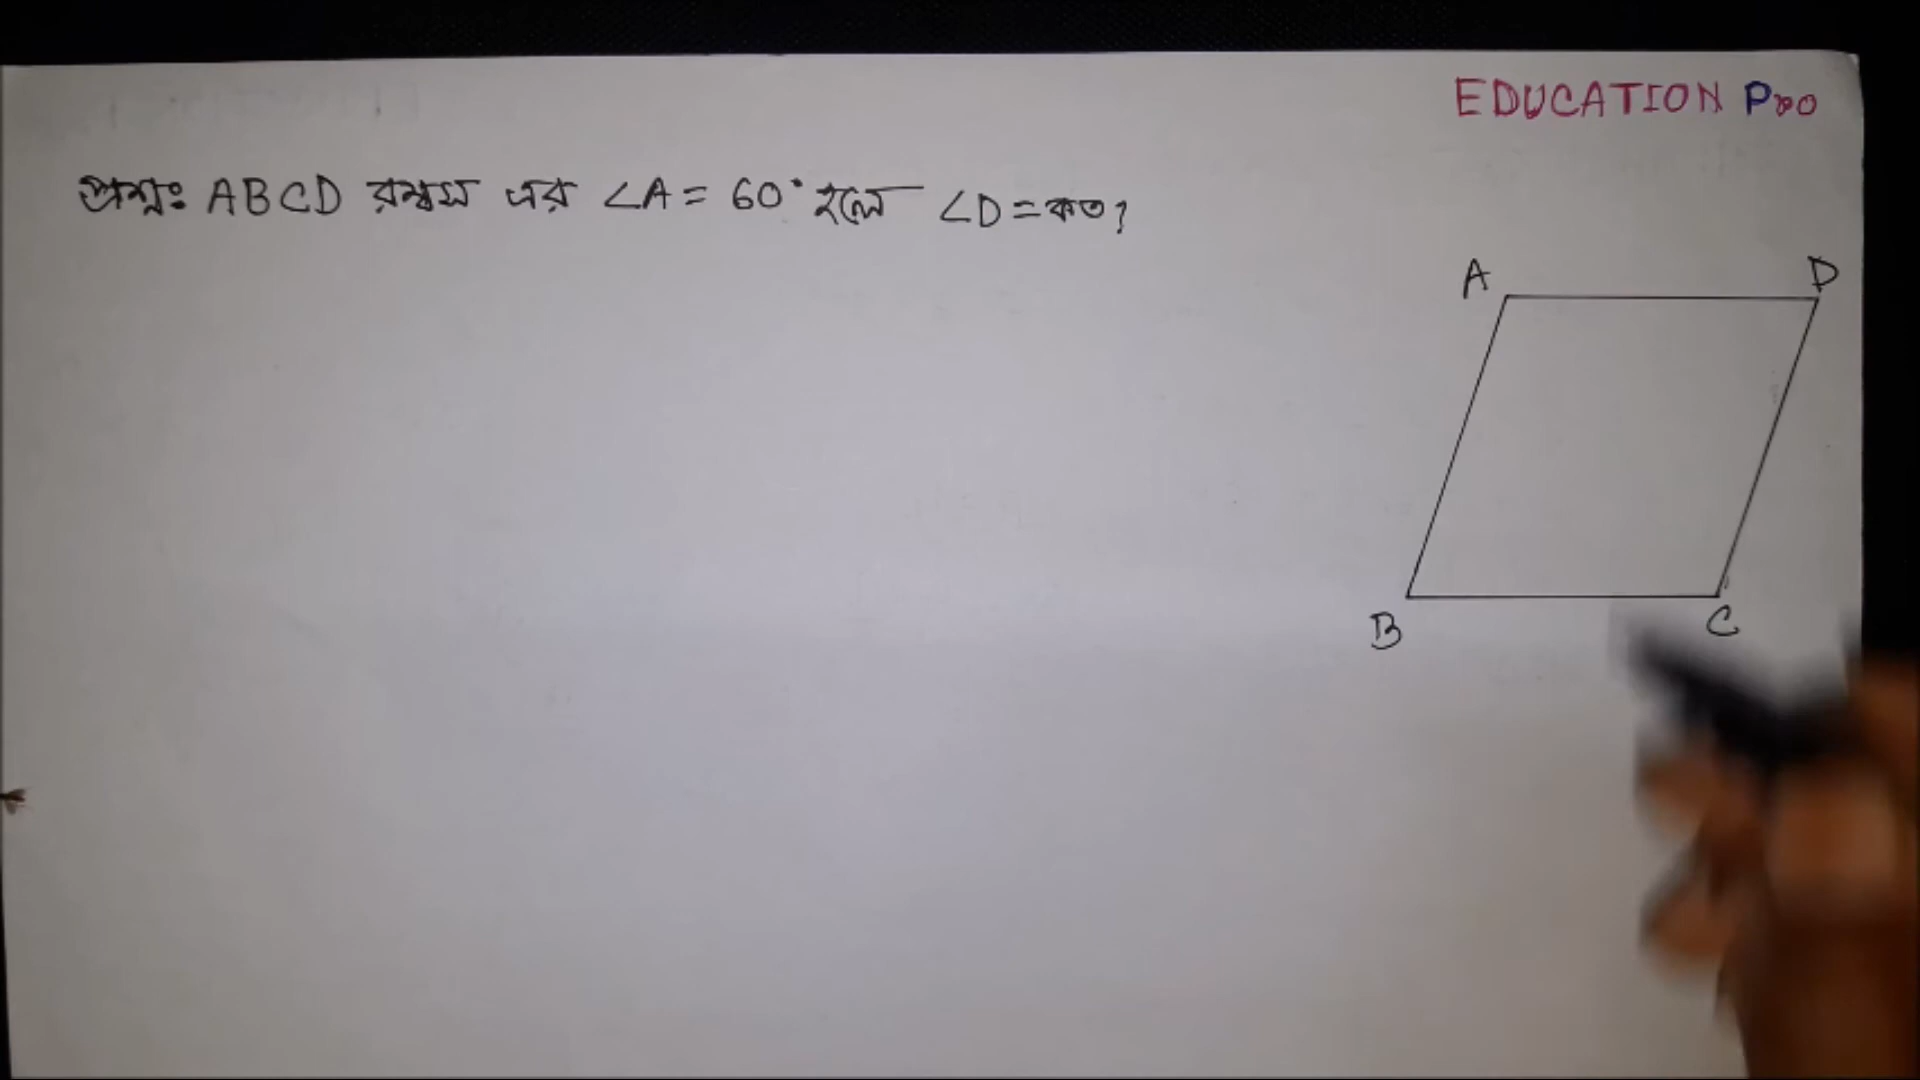 EDUCATION Pro
প্রশ্নঃ ABCD রম্বস এর ∠A = 60° হলে ∠D = কত?
A D
B C